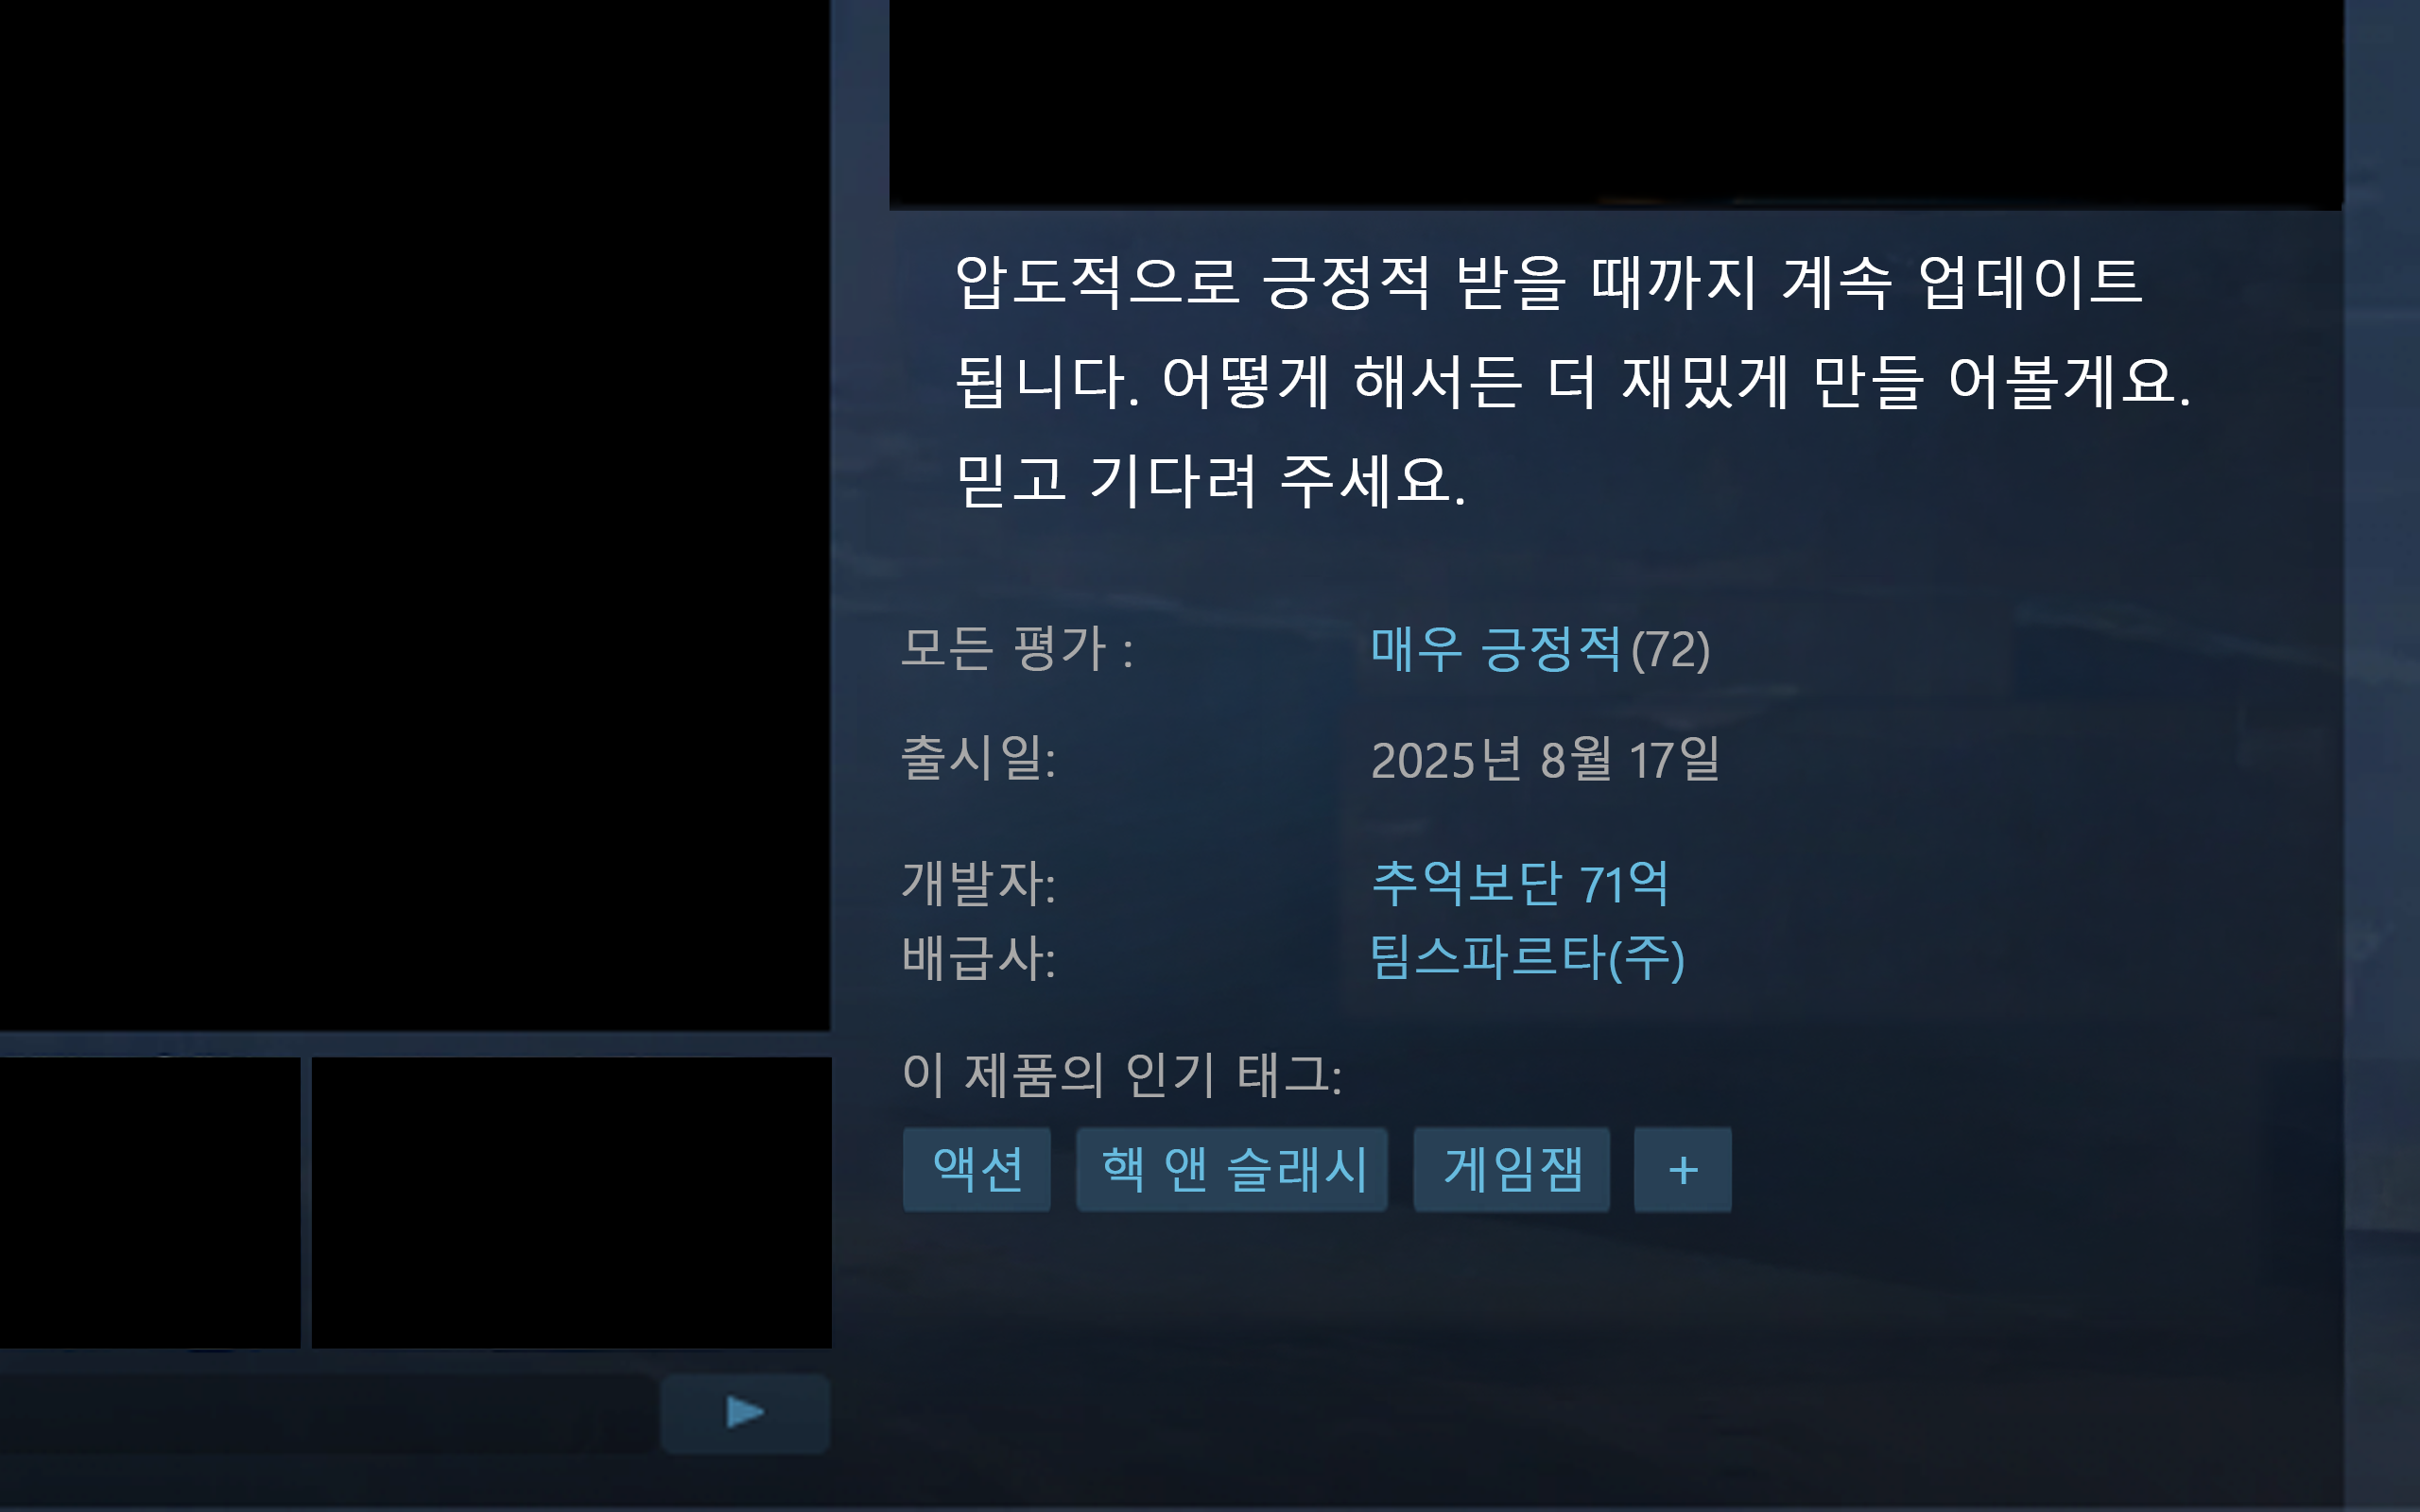 압도적으로 긍정적 받을 때까지 계속 업데이트
됩니다. 어떻게 해서든 더 재밌게 만들 어볼게요.
믿고 기다려 주세요.
모든 평가 : 매우 긍정적(72)
출시일: 2025년 8월 17일
개발자: 추억보단 71억
배급사: 팀스파르타(주)
이 제품의 인기 태그:
액션 핵 앤 슬래시 게임잼 +